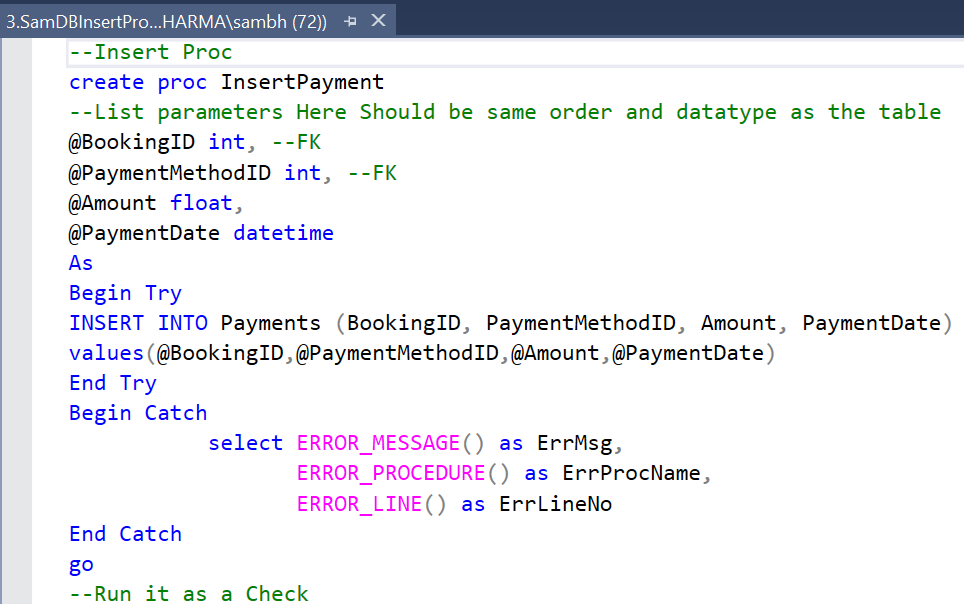 3.SamDBInsertPro...HARMA\sambh (72))
--Insert Proc
create proc InsertPayment
--List parameters Here Should be same order and datatype as the table
@BookingID int, --FK
@PaymentMethodID int, --FK
@Amount float,
@PaymentDate datetime
As
Begin Try
INSERT INTO Payments (BookingID, PaymentMethodID, Amount, PaymentDate)
values(@BookingID,@PaymentMethodID,@Amount,@PaymentDate)
End Try
Begin Catch
select ERROR_MESSAGE() as ErrMsg,
ERROR_PROCEDURE() as ErrProcName,
ERROR_LINE() as ErrLineNo
End Catch
go
--Run it as a Check